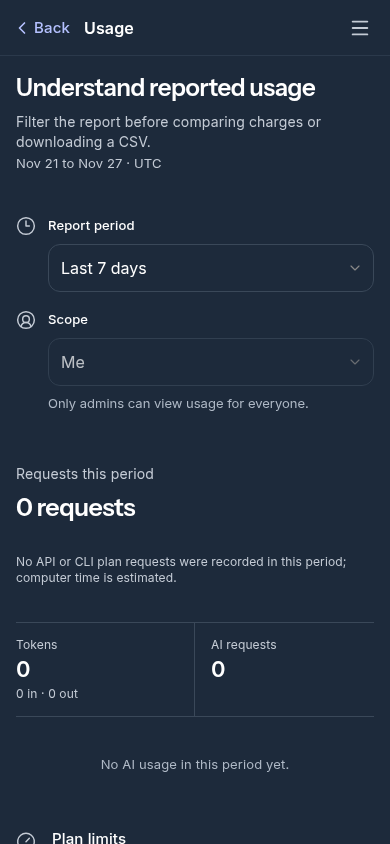 Back Usage
Understand reported usage
Filter the report before comparing charges or
downloading a CSV.
Nov 21 to Nov 27 · UTC
Report period
Last 7 days
Scope
Me
Only admins can view usage for everyone.
Requests this period
0 requests
No API or CLI plan requests were recorded in this period;
computer time is estimated.
Tokens
0
0 in · 0 out
AI requests
0
No AI usage in this period yet.
Plan limits